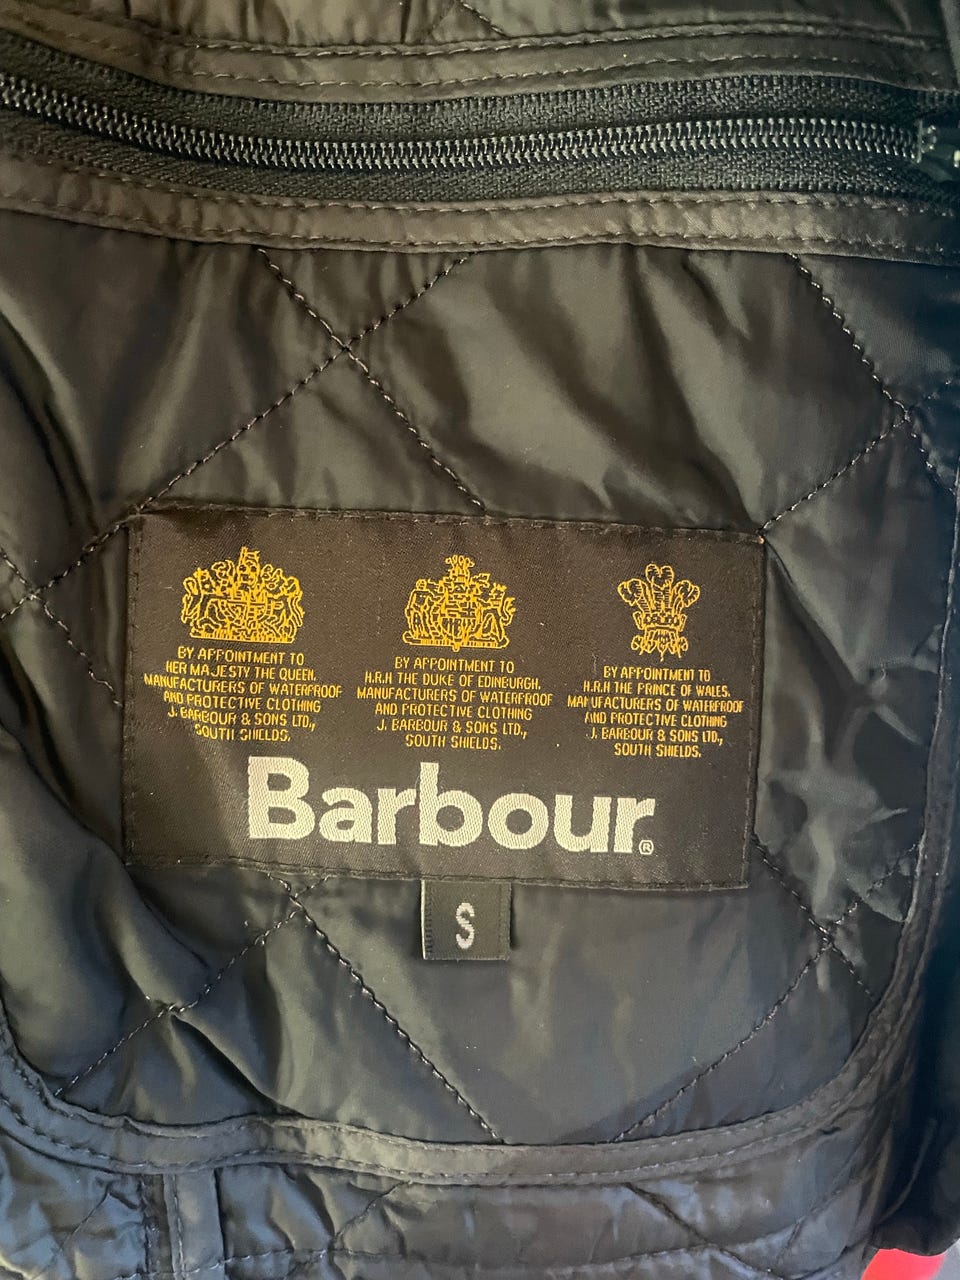 BY APPOINTMENT TO
HER MAJESTY THE QUEEN.
MANUFACTURERS OF WATERPROOF
AND PROTECTIVE CLOTHING
J. BARBOUR & SONS LTD.,
SOUTH SHIELDS.
BY APPOINTMENT TO
H.R.H THE DUKE OF EDINBURGH.
MANUFACTURERS OF WATERPROOF
AND PROTECTIVE CLOTHING
J. BARBOUR & SONS LTD.,
SOUTH SHIELDS.
BY APPOINTMENT TO
H.R.H THE PRINCE OF WALES.
MANUFACTURERS OF WATERPROOF
AND PROTECTIVE CLOTHING
J. BARBOUR & SONS LTD.,
SOUTH SHIELDS.
Barbour®
S